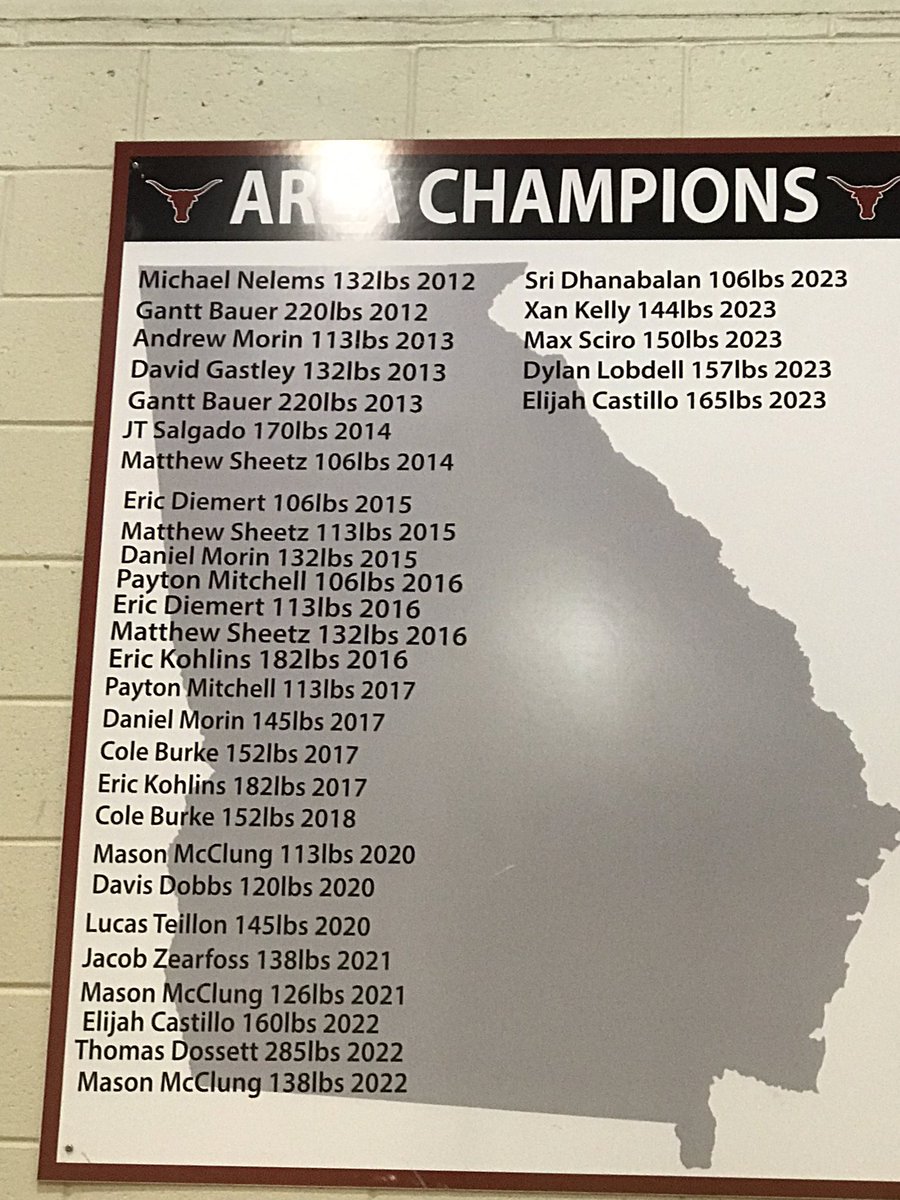 AREA CHAMPIONS
Michael Nelems 132lbs 2012
Gantt Bauer 220lbs 2012
Andrew Morin 113lbs 2013
David Gastley 132lbs 2013
Gantt Bauer 220lbs 2013
JT Salgado 170lbs 2014
Matthew Sheetz 106lbs 2014
Eric Diemert 106lbs 2015
Matthew Sheetz 113lbs 2015
Daniel Morin 132lbs 2015
Payton Mitchell 106lbs 2016
Eric Diemert 113lbs 2016
Matthew Sheetz 132lbs 2016
Eric Kohlins 182lbs 2016
Payton Mitchell 113lbs 2017
Daniel Morin 145lbs 2017
Cole Burke 152lbs 2017
Eric Kohlins 182lbs 2017
Cole Burke 152lbs 2018
Mason McClung 113lbs 2020
Davis Dobbs 120lbs 2020
Lucas Teillon 145lbs 2020
Jacob Zearfoss 138lbs 2021
Mason McClung 126lbs 2021
Elijah Castillo 160lbs 2022
Thomas Dossett 285lbs 2022
Mason McClung 138lbs 2022
Sri Dhanabalan 106lbs 2023
Xan Kelly 144lbs 2023
Max Sciro 150lbs 2023
Dylan Lobdell 157lbs 2023
Elijah Castillo 165lbs 2023